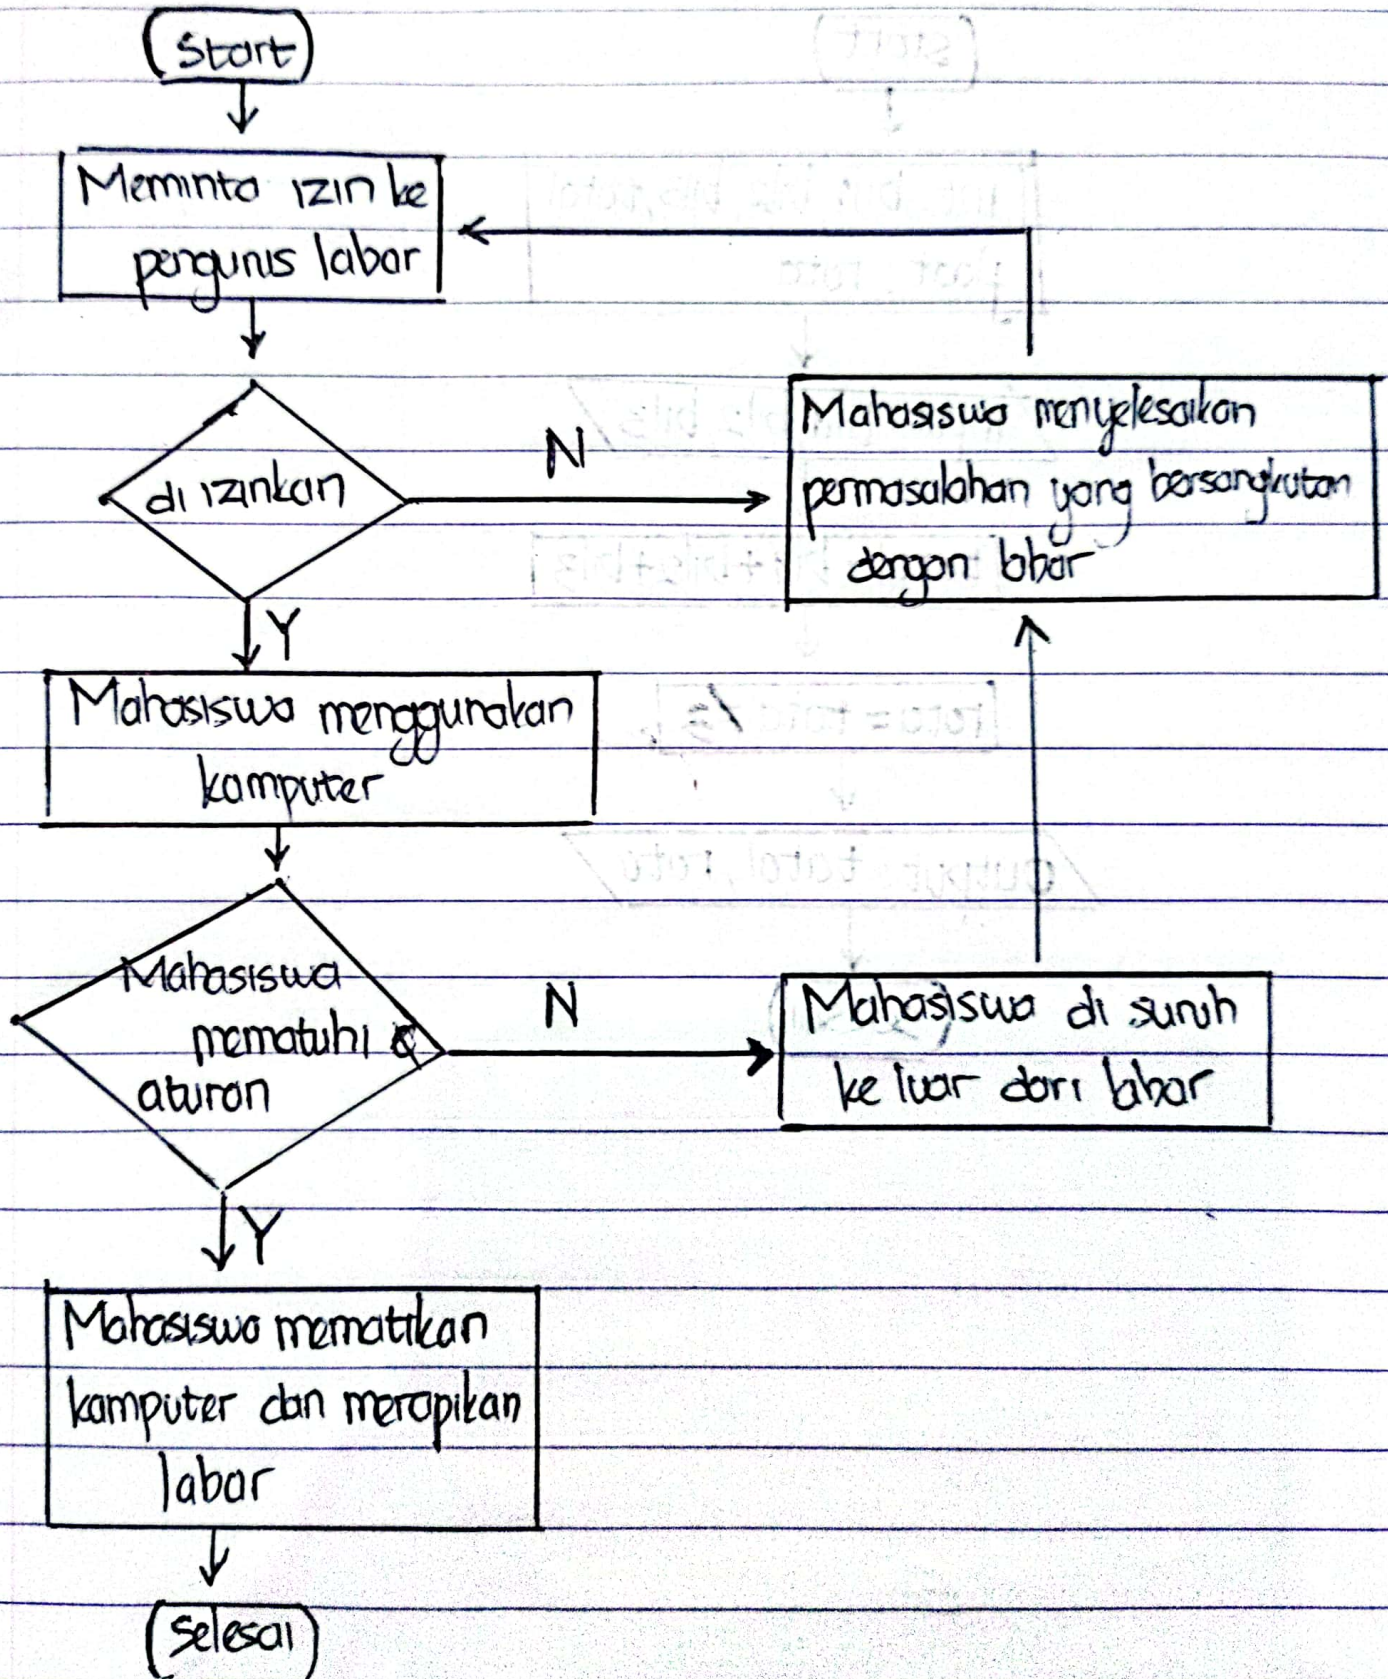 Start
Meminta izin ke
pengurus labor
di izinkan
N
Mahasiswa menyelesaikan
permasalahan yang bersangkutan
dengan labor
Y
Mahasiswa menggunakan
komputer
Mahasiswa
mematuhi
aturan
N
Mahasiswa di suruh
ke luar dari labor
Y
Mahasiswa mematikan
komputer dan merapikan
labor
Selesai